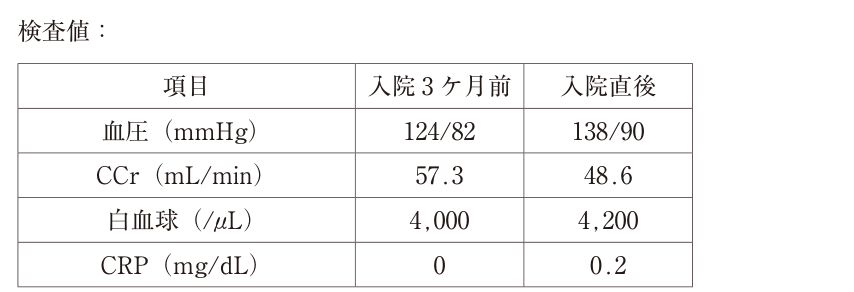 検査値：
項目 入院3ケ月前 入院直後
血圧（mmHg） 124/82 138/90
CCr（mL/min） 57.3 48.6
白血球（/μL） 4,000 4,200
CRP（mg/dL） 0 0.2